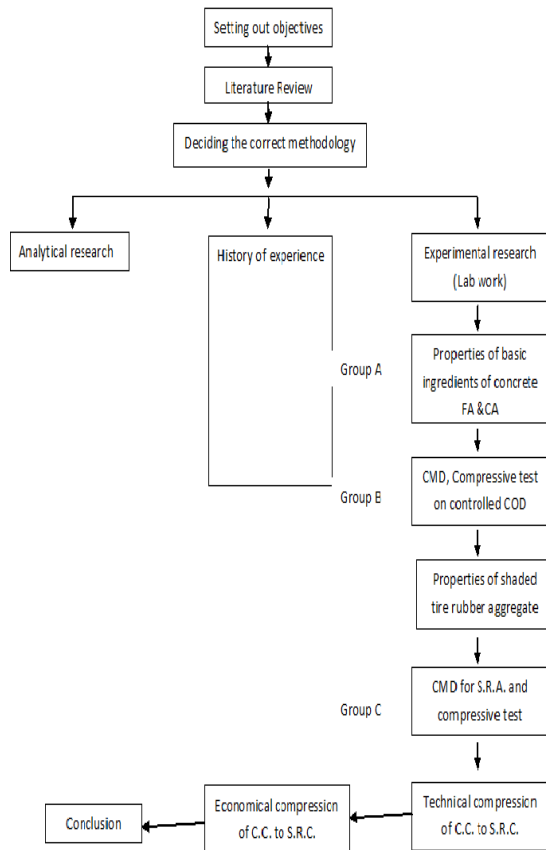 Setting out objectives
Literature Review
Deciding the correct methodology
Analytical research
History of experience
Experimental research
(Lab work)
Group A
Properties of basic
ingredients of concrete
FA &CA
Group B
CMD, Compressive test
on controlled COD
Properties of shaded
tire rubber aggregate
Group C
CMD for S.R.A. and
compressive test
Technical compression
of C.C. to S.R.C.
Economical compression
of C.C. to S.R.C.
Conclusion